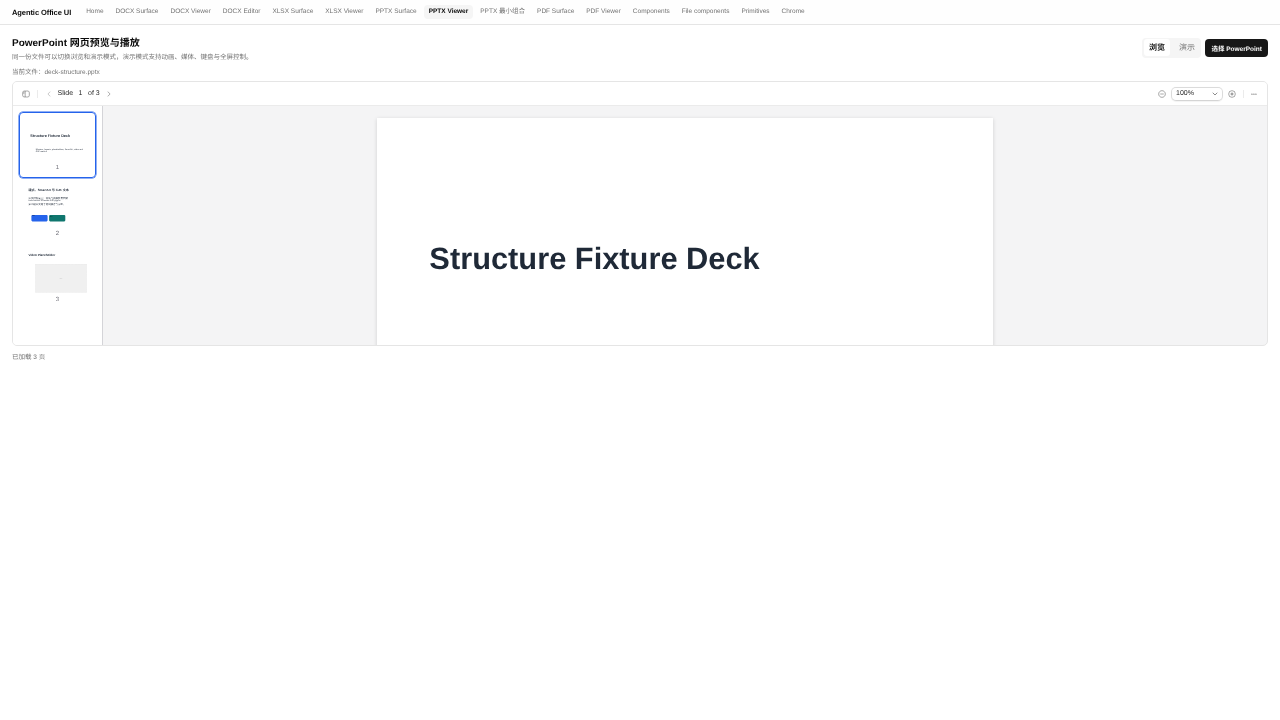 Agentic Office UI
Home DOCX Surface DOCX Viewer DOCX Editor XLSX Surface XLSX Viewer PPTX Surface PPTX Viewer PPTX 最小组合 PDF Surface PDF Viewer Components File components Primitives Chrome
PowerPoint 网页预览与播放
同一份文件可以切换浏览和演示模式，演示模式支持动画、媒体、键盘与全屏控制。
浏览 演示 选择 PowerPoint
当前文件：deck-structure.pptx
Slide 1 of 3
100%
Structure Fixture Deck
1
2
3
Structure Fixture Deck
已加载 3 页